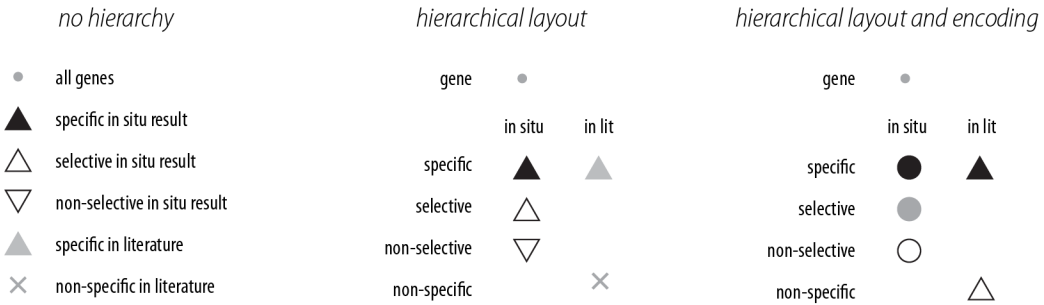 no hierarchy
all genes
specific in situ result
selective in situ result
non-selective in situ result
specific in literature
non-specific in literature
hierarchical layout
gene
in situ in lit
specific
selective
non-selective
non-specific
hierarchical layout and encoding
gene
in situ in lit
specific
selective
non-selective
non-specific